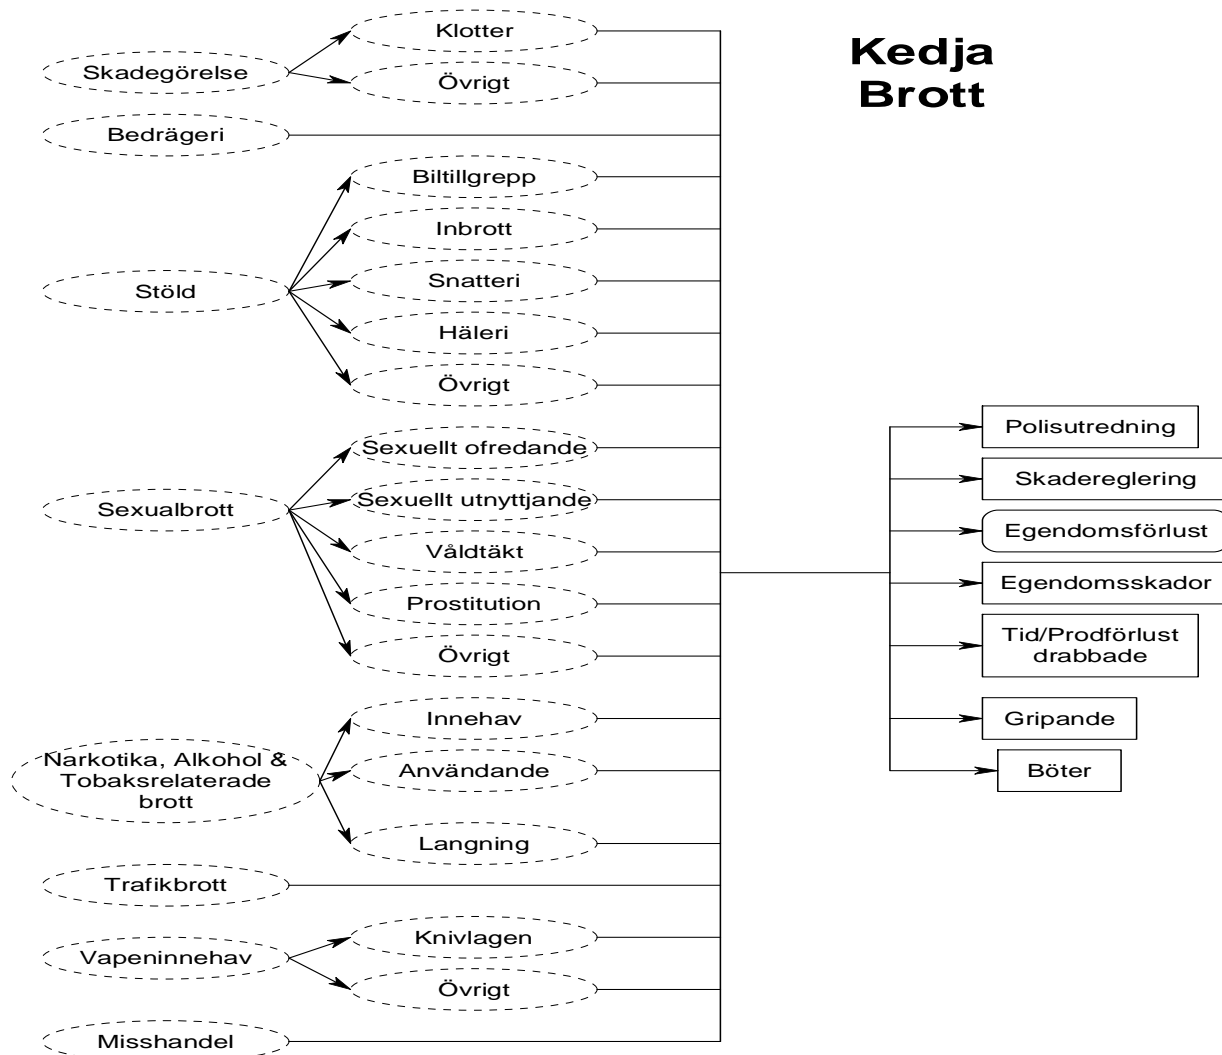 Kedja
Brott
Skadegörelse
Klotter
Övrigt
Bedrägeri
Stöld
Biltillgrepp
Inbrott
Snatteri
Häleri
Övrigt
Sexualbrott
Sexuellt ofredande
Sexuellt utnyttjande
Våldtäkt
Prostitution
Övrigt
Narkotika, Alkohol &
Tobaksrelaterade
brott
Innehav
Användande
Langning
Trafikbrott
Vapeninnehav
Knivlagen
Övrigt
Misshandel
Polisutredning
Skadereglering
Egendomsförlust
Egendomsskador
Tid/Prodförlust
drabbade
Gripande
Böter